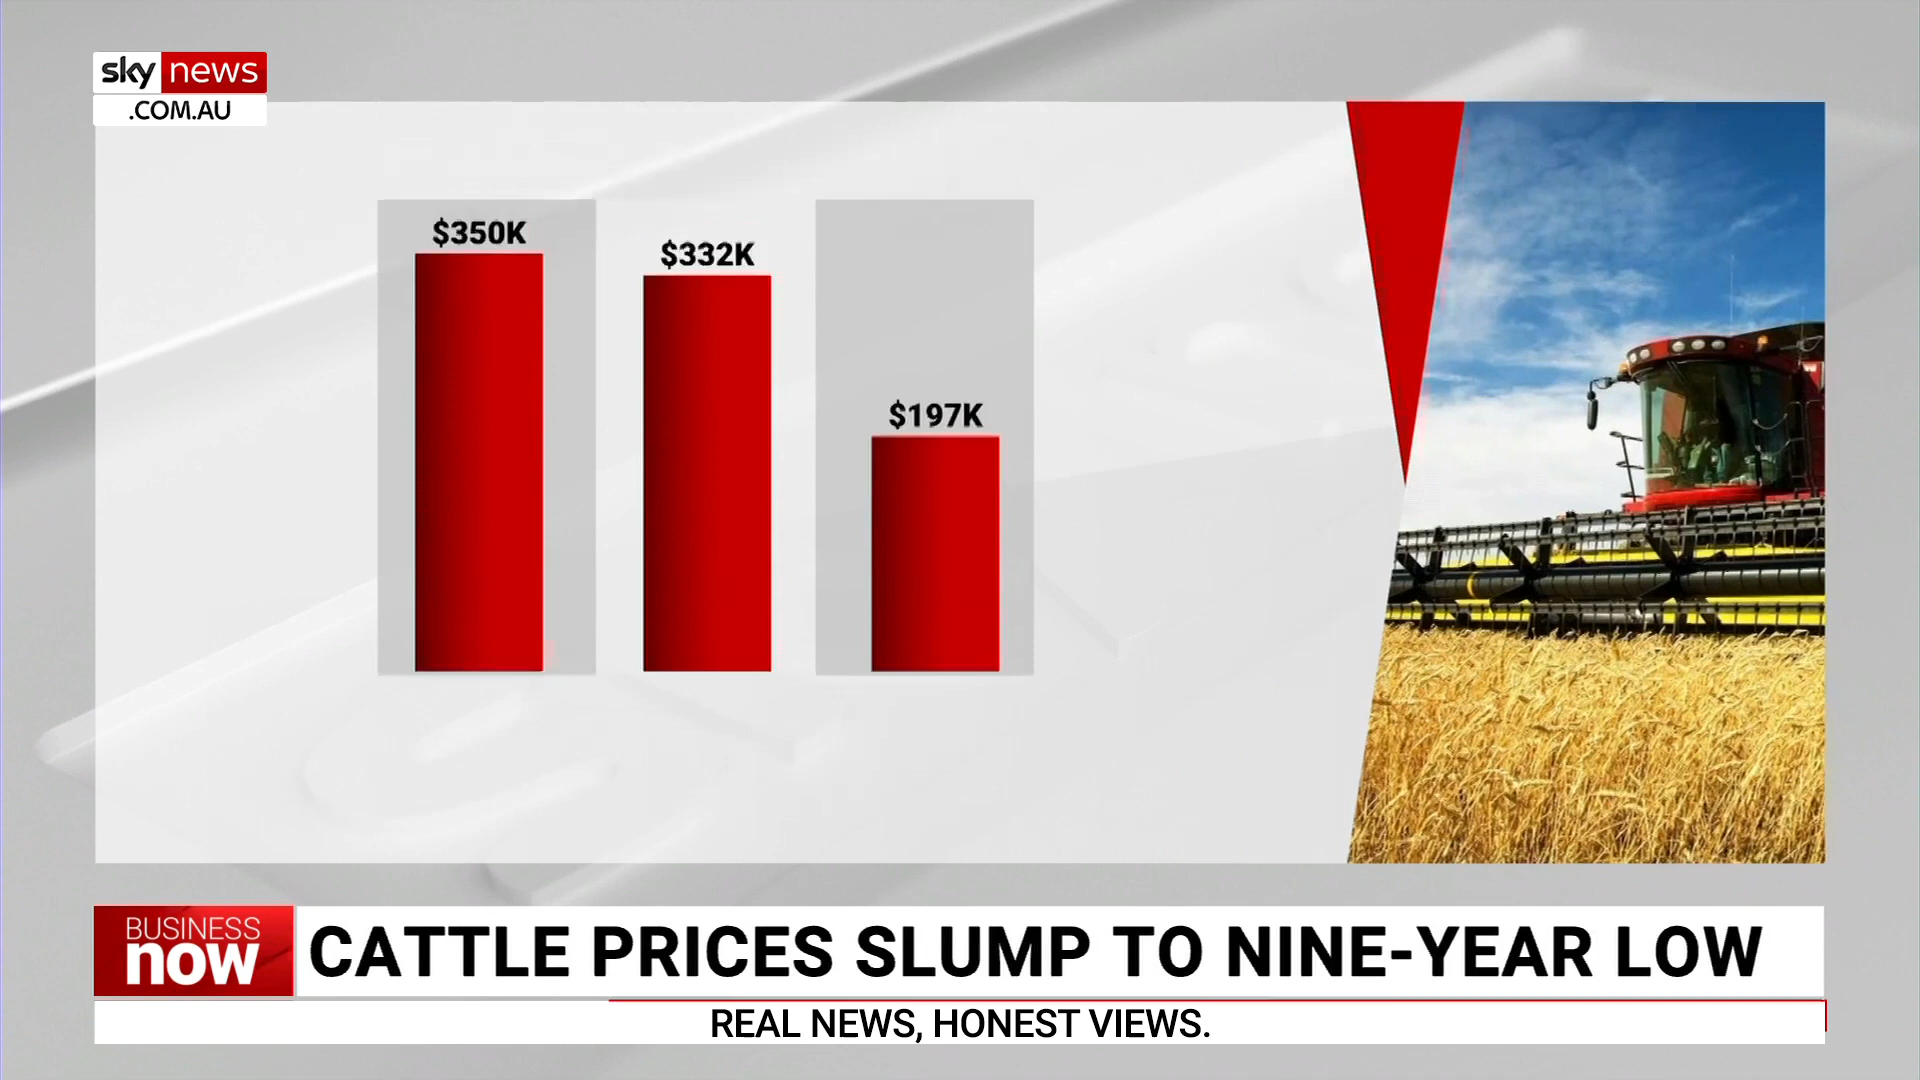 sky news
.COM.AU
$350K
$332K
$197K
BUSINESS
now
CATTLE PRICES SLUMP TO NINE-YEAR LOW
REAL NEWS, HONEST VIEWS.